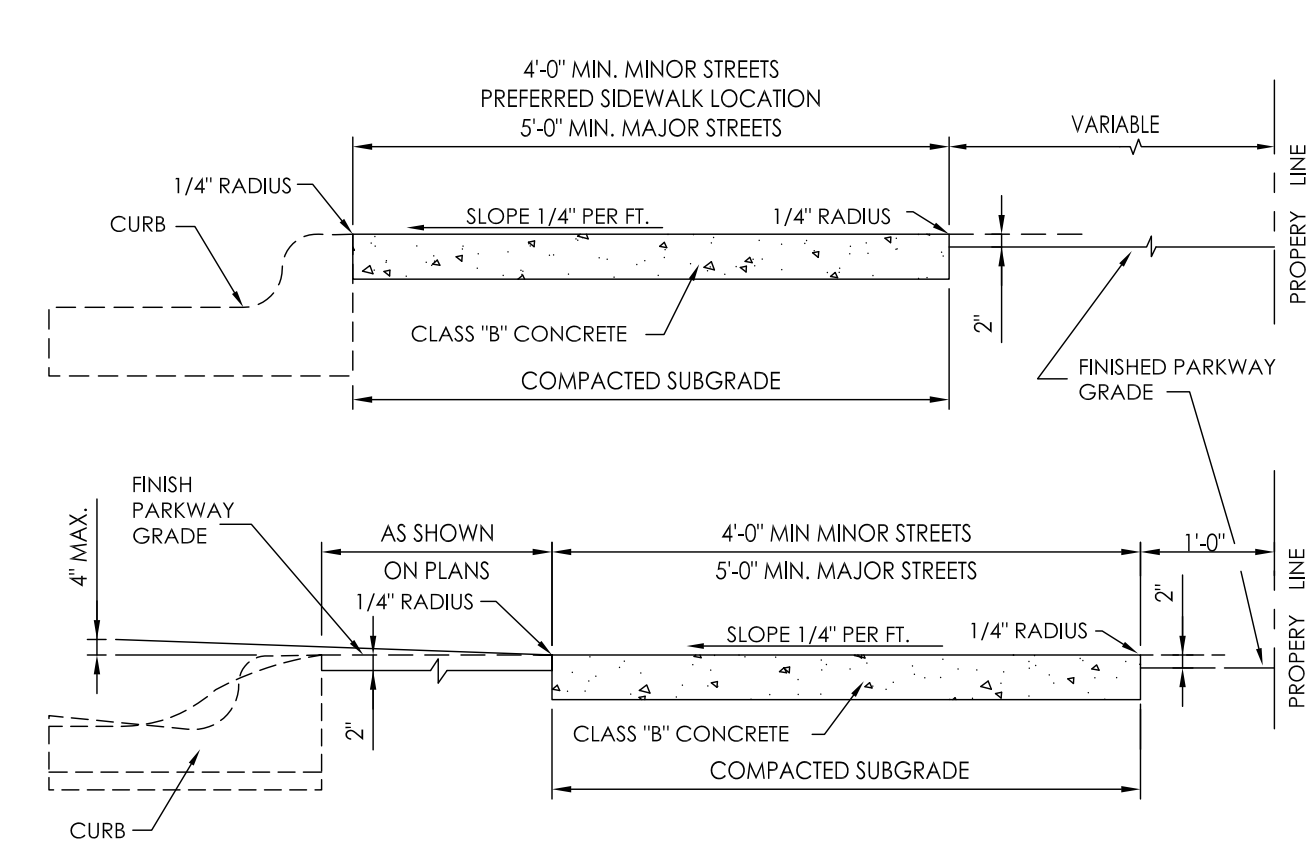 4'-0" MIN. MINOR STREETS
PREFERRED SIDEWALK LOCATION
5'-0" MIN. MAJOR STREETS
VARIABLE
1/4" RADIUS
CURB
SLOPE 1/4" PER FT.
1/4" RADIUS
PROPERY LINE
CLASS "B" CONCRETE
2"
COMPACTED SUBGRADE
FINISHED PARKWAY
GRADE
FINISH
PARKWAY
GRADE
4" MAX.
AS SHOWN
ON PLANS
4'-0" MIN MINOR STREETS
5'-0" MIN. MAJOR STREETS
1'-0"
1/4" RADIUS
2"
SLOPE 1/4" PER FT.
1/4" RADIUS
PROPERY LINE
2"
CLASS "B" CONCRETE
COMPACTED SUBGRADE
CURB